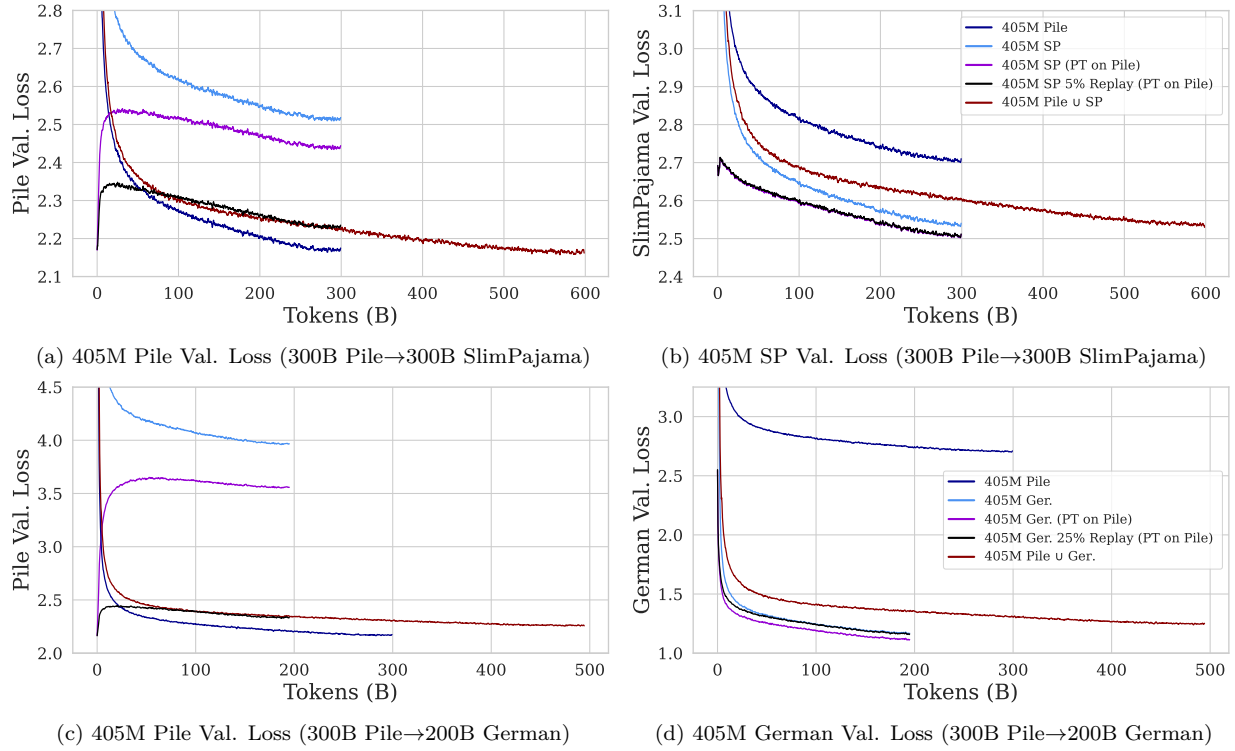 2.8
2.7
2.6
2.5
2.4
2.3
2.2
2.1
Pile Val. Loss
0 100 200 300 400 500 600
Tokens (B)
(a) 405M Pile Val. Loss (300B Pile→300B SlimPajama)
3.1
3.0
2.9
2.8
2.7
2.6
2.5
2.4
SlimPajama Val. Loss
405M Pile
405M SP
405M SP (PT on Pile)
405M SP 5% Replay (PT on Pile)
405M Pile ∪ SP
0 100 200 300 400 500 600
Tokens (B)
(b) 405M SP Val. Loss (300B Pile→300B SlimPajama)
4.5
4.0
3.5
3.0
2.5
2.0
Pile Val. Loss
0 100 200 300 400 500
Tokens (B)
(c) 405M Pile Val. Loss (300B Pile→200B German)
3.0
2.5
2.0
1.5
1.0
German Val. Loss
405M Pile
405M Ger.
405M Ger. (PT on Pile)
405M Ger. 25% Replay (PT on Pile)
405M Pile ∪ Ger.
0 100 200 300 400 500
Tokens (B)
(d) 405M German Val. Loss (300B Pile→200B German)